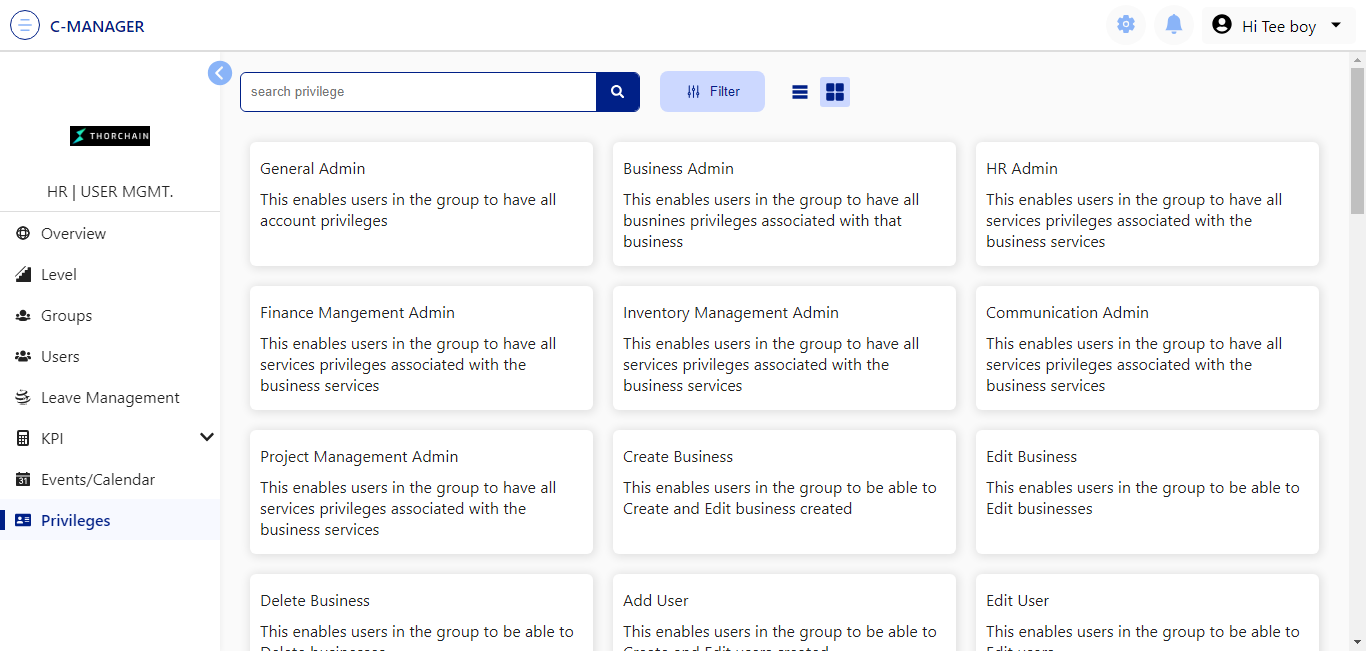 C-MANAGER
Hi Tee boy
THORCHAIN
HR | USER MGMT.
Overview
Level
Groups
Users
Leave Management
KPI
31
Events/Calendar
Privileges
search privilege
Filter
General Admin
This enables users in the group to have all
account privileges
Business Admin
This enables users in the group to have all
busnines privileges associated with that
business
HR Admin
This enables users in the group to have all
services privileges associated with the
business services
Finance Mangement Admin
This enables users in the group to have all
services privileges associated with the
business services
Inventory Management Admin
This enables users in the group to have all
services privileges associated with the
business services
Communication Admin
This enables users in the group to have all
services privileges associated with the
business services
Project Management Admin
This enables users in the group to have all
services privileges associated with the
business services
Create Business
This enables users in the group to be able to
Create and Edit business created
Edit Business
This enables users in the group to be able to
Edit businesses
Delete Business
This enables users in the group to be able to
Delete businesses
Add User
This enables users in the group to be able to
Create and Edit users created
Edit User
This enables users in the group to be able to
Edit users